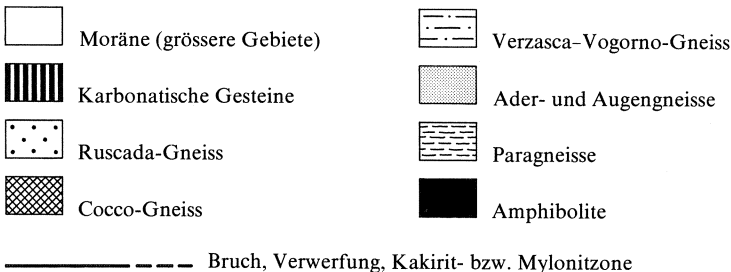 Moräne (grössere Gebiete)
Karbonatische Gesteine
Ruscada-Gneiss
Cocco-Gneiss
Verzasca-Vogorno-Gneiss
Ader- und Augengneisse
Paragneisse
Amphibolite
Bruch, Verwerfung, Kakirit- bzw. Mylonitzone